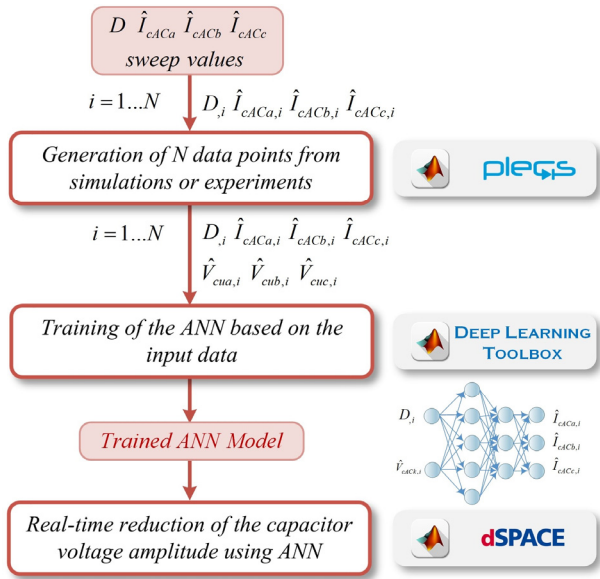 D Î_cACa Î_cACb Î_cACc
sweep values
i = 1...N
D_,i Î_cACa,i Î_cACb,i Î_cACc,i
Generation of N data points from
simulations or experiments
plecs
i = 1...N
D_,i Î_cACa,i Î_cACb,i Î_cACc,i
V̂_cua,i V̂_cub,i V̂_cuc,i
Training of the ANN based on the
input data
DEEP LEARNING
TOOLBOX
Trained ANN Model
D_,i
V̂_cACk,i
Î_cACa,i
Î_cACb,i
Î_cACc,i
Real-time reduction of the capacitor
voltage amplitude using ANN
dSPACE